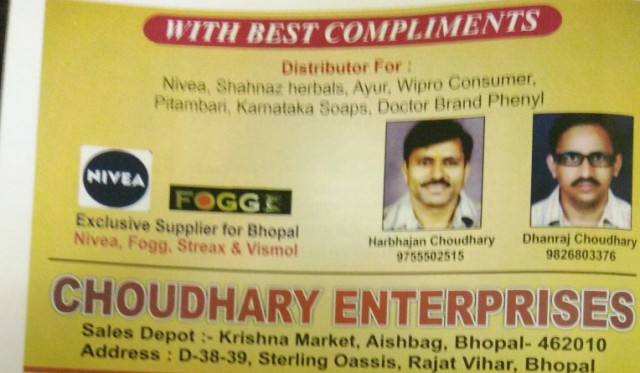 WITH BEST COMPLIMENTS
Distributor For :
Nivea, Shahnaz herbals, Ayur, Wipro Consumer,
Pitambari, Karnataka Soaps, Doctor Brand Phenyl
NIVEA
FOGG
Exclusive Supplier for Bhopal
Nivea, Fogg, Streax & Vismol
Harbhajan Choudhary
9755502515
Dhanraj Choudhary
9826803376
CHOUDHARY ENTERPRISES
Sales Depot :- Krishna Market, Aishbag, Bhopal- 462010
Address : D-38-39, Sterling Oassis, Rajat Vihar, Bhopal